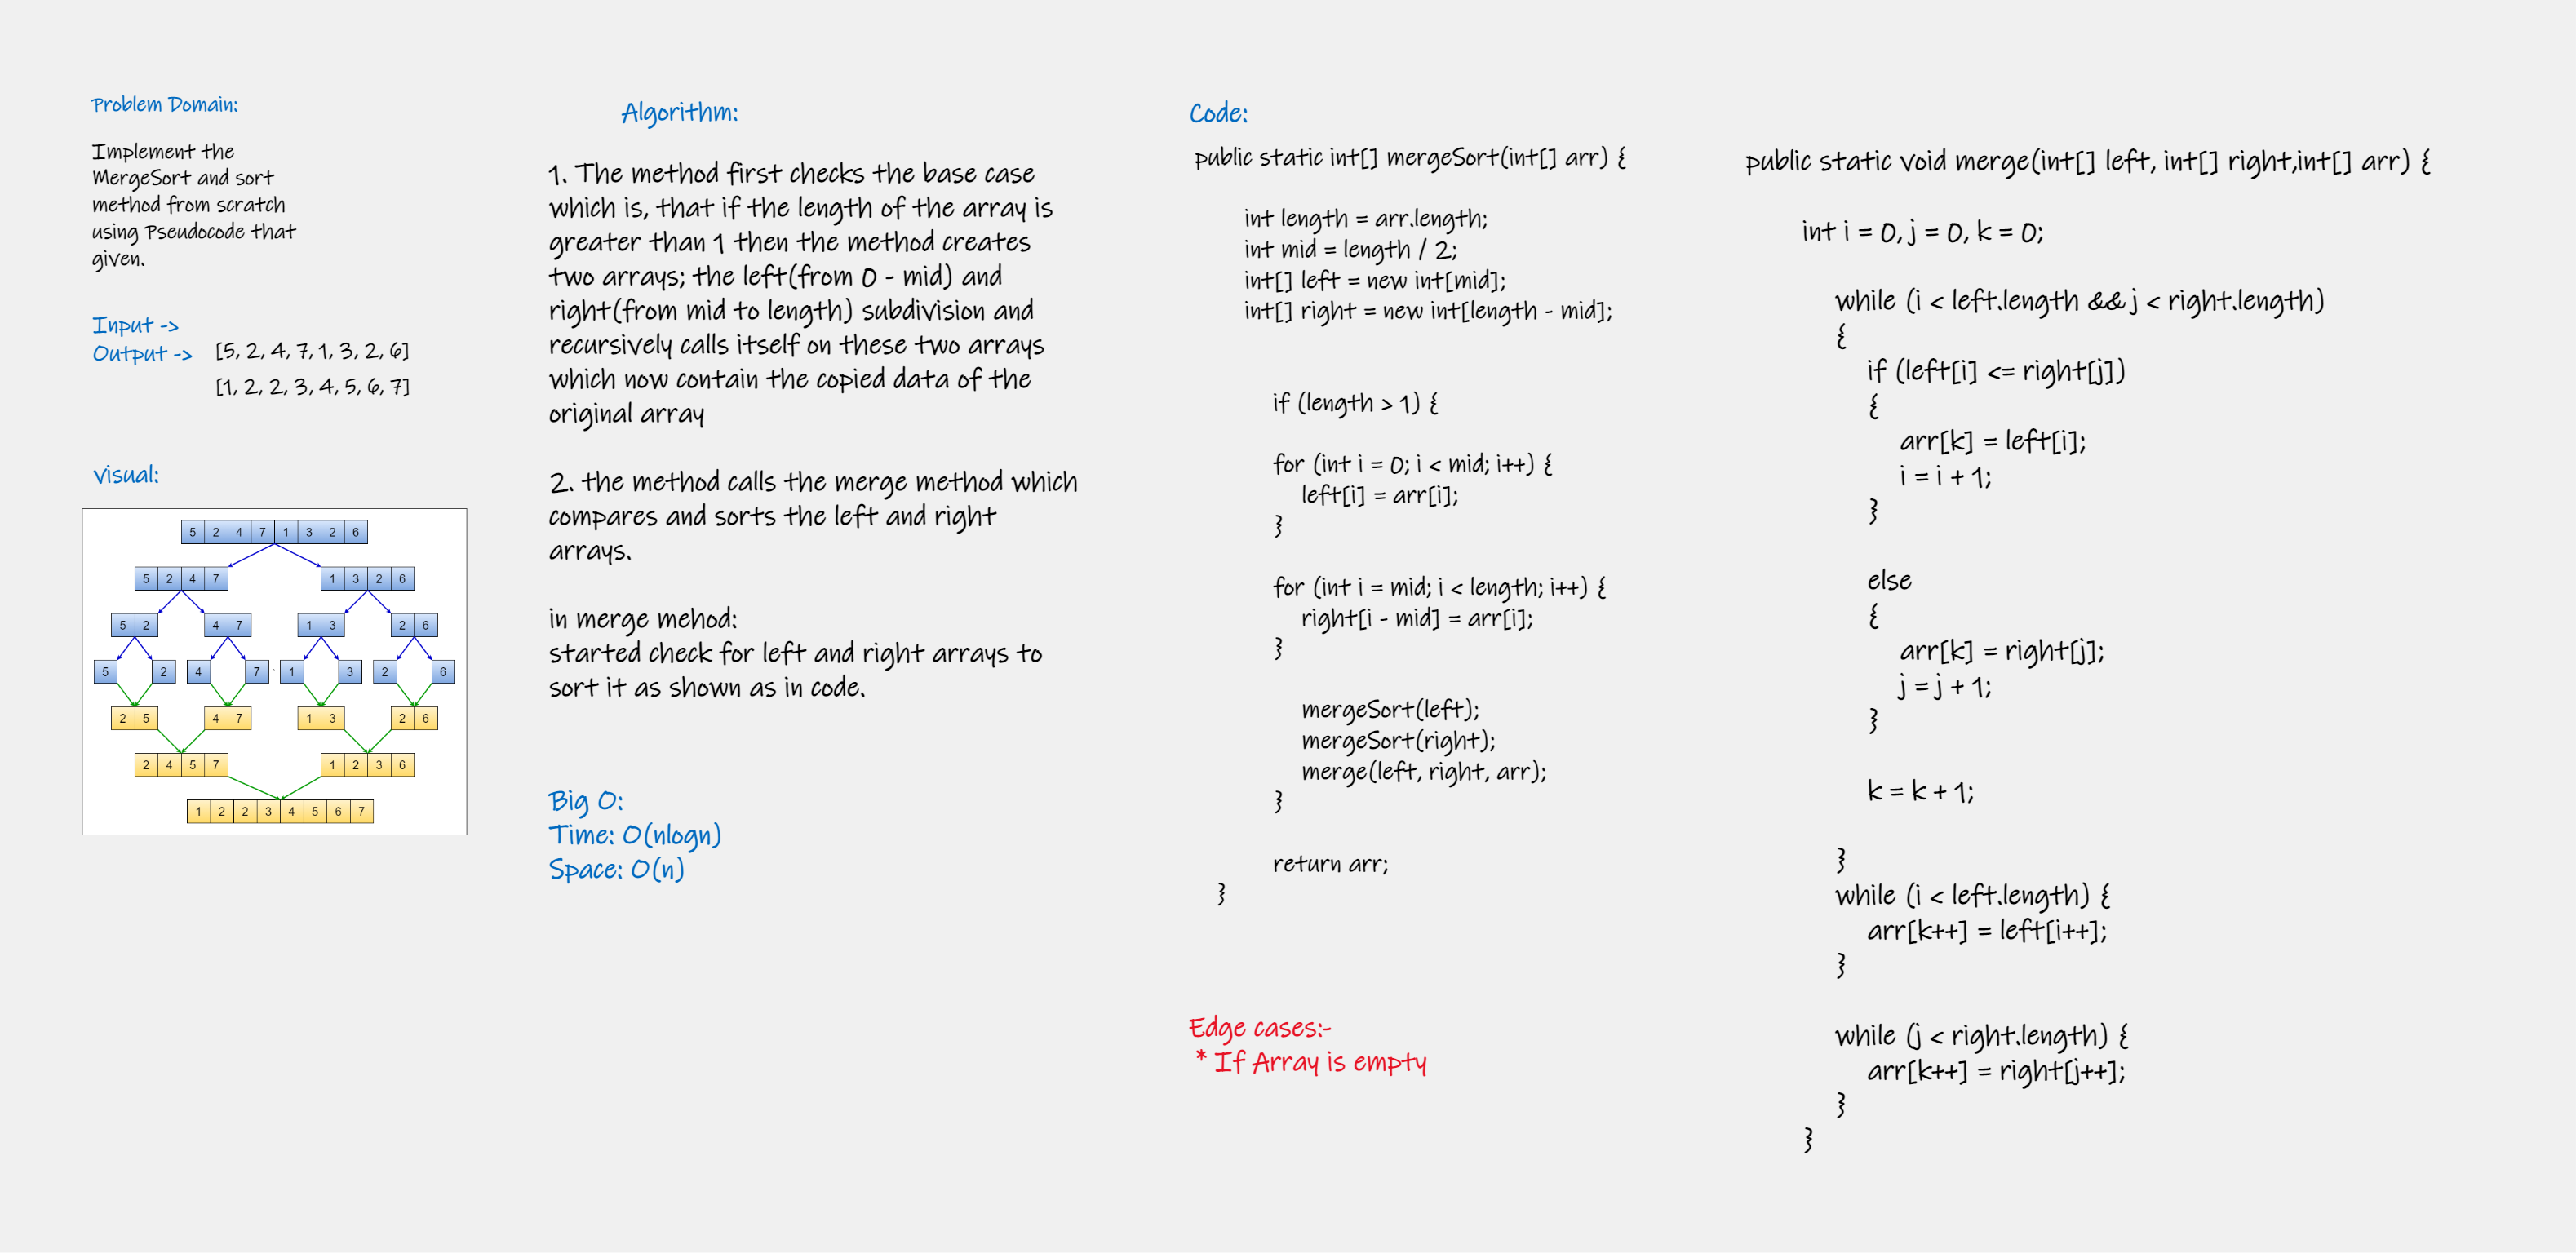 Problem Domain:
Implement the
MergeSort and sort
method from scratch
using Pseudocode that
given.
Input ->
Output ->
[5, 2, 4, 7, 1, 3, 2, 6]
[1, 2, 2, 3, 4, 5, 6, 7]
visual:
5 2 4 7 1 3 2 6
5 2 4 7 1 3 2 6
5 2 4 7 1 3 2 6
5 2 4 7 1 3 2 6
2 5 4 7 1 3 2 6
2 4 5 7 1 2 3 6
1 2 2 3 4 5 6 7
Algorithm:
1. The method first checks the base case
which is, that if the length of the array is
greater than 1 then the method creates
two arrays; the left(from 0 - mid) and
right(from mid to length) subdivision and
recursively calls itself on these two arrays
which now contain the copied data of the
original array
2. the method calls the merge method which
compares and sorts the left and right
arrays.
in merge mehod:
started check for left and right arrays to
sort it as shown as in code.
Big O:
Time: O(nlogn)
Space: O(n)
Code:
public static int[] mergeSort(int[] arr) {
int length = arr.length;
int mid = length / 2;
int[] left = new int[mid];
int[] right = new int[length - mid];
if (length > 1) {
for (int i = 0; i < mid; i++) {
left[i] = arr[i];
}
for (int i = mid; i < length; i++) {
right[i - mid] = arr[i];
}
mergeSort(left);
mergeSort(right);
merge(left, right, arr);
}
return arr;
}
Edge cases:-
* If Array is empty
public static void merge(int[] left, int[] right,int[] arr) {
int i = 0, j = 0, k = 0;
while (i < left.length && j < right.length)
{
if (left[i] <= right[j])
{
arr[k] = left[i];
i = i + 1;
}
else
{
arr[k] = right[j];
j = j + 1;
}
k = k + 1;
}
while (i < left.length) {
arr[k++] = left[i++];
}
while (j < right.length) {
arr[k++] = right[j++];
}
}